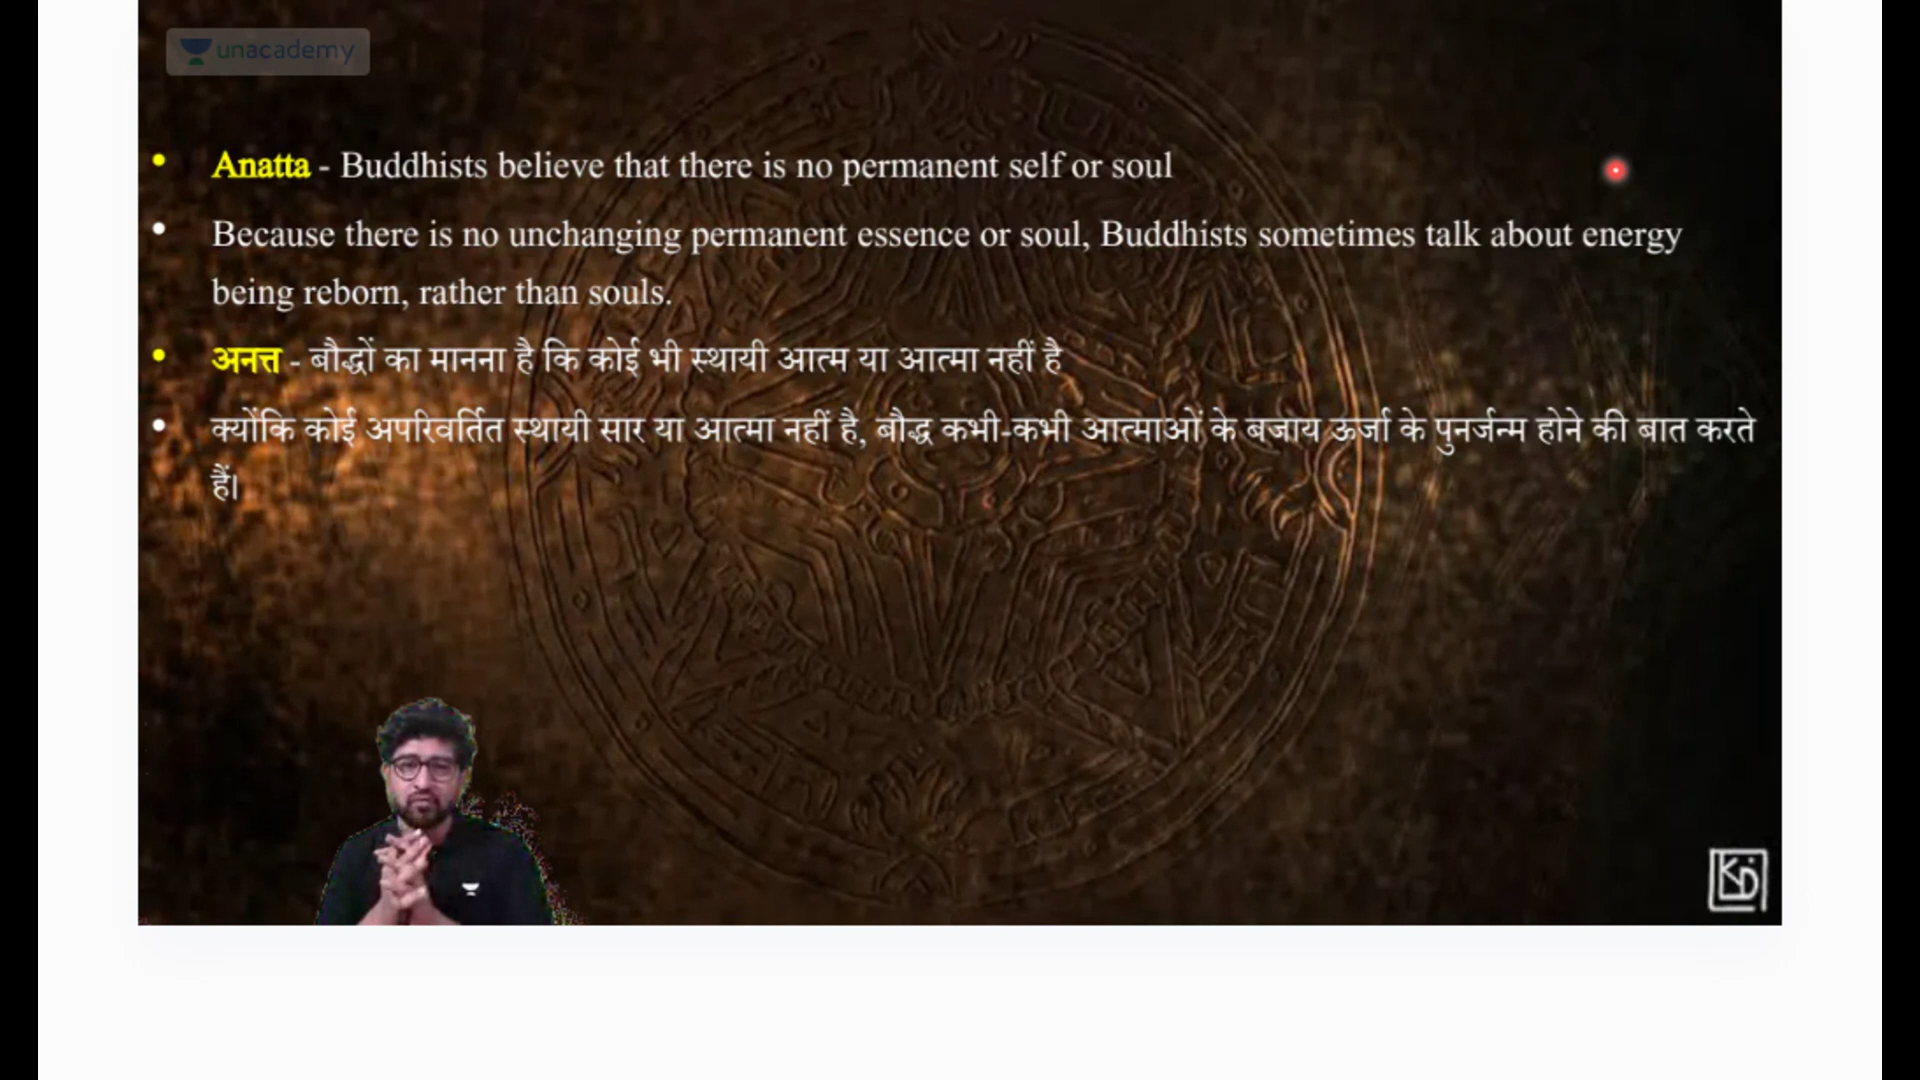 unacademy
Anatta - Buddhists believe that there is no permanent self or soul
Because there is no unchanging permanent essence or soul, Buddhists sometimes talk about energy
being reborn, rather than souls.
अनत्त - बौद्धों का मानना है कि कोई भी स्थायी आत्म या आत्मा नहीं है
क्योंकि कोई अपरिवर्तित स्थायी सार या आत्मा नहीं है, बौद्ध कभी-कभी आत्माओं के बजाय ऊर्जा के पुनर्जन्म होने की बात करते
हैं।
KD